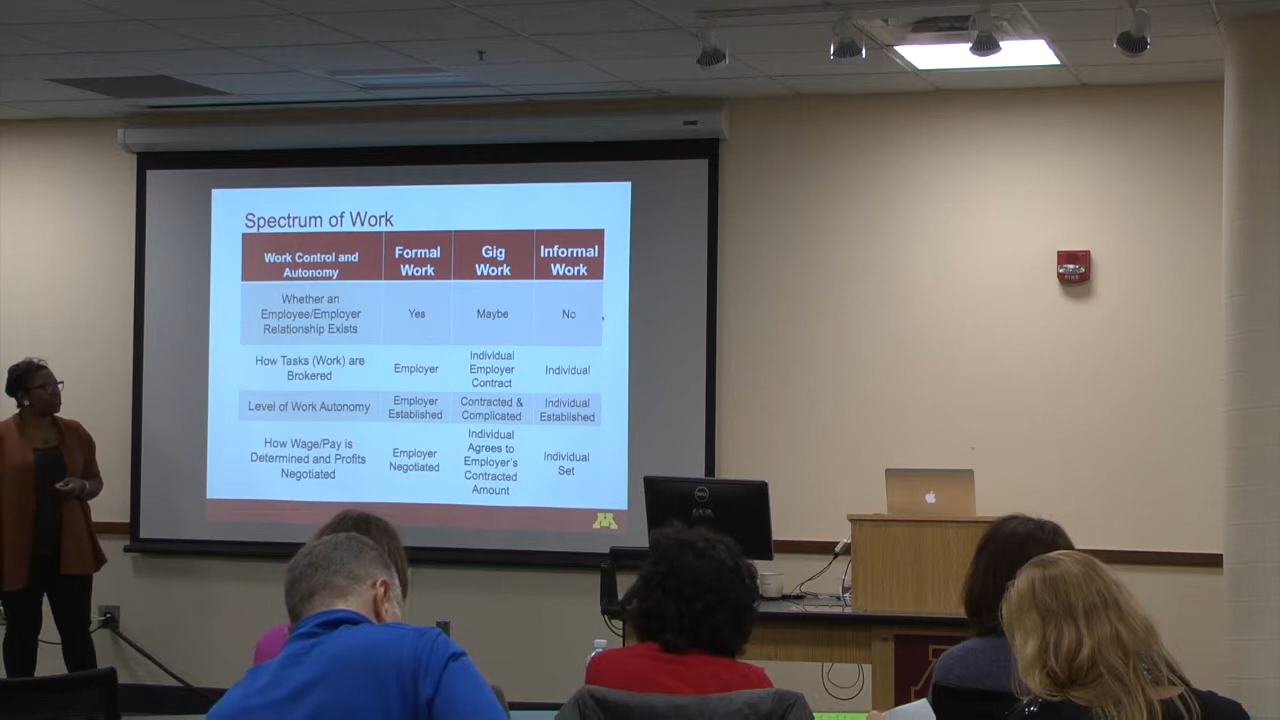 Spectrum of Work
Work Control and
Autonomy
Formal
Work
Gig
Work
Informal
Work
Whether an
Employee/Employer
Relationship Exists
Yes
Maybe
No
How Tasks (Work) are
Brokered
Employer
Individual
Employer
Contract
Individual
Level of Work Autonomy
Employer
Established
Contracted &
Complicated
Individual
Established
How Wage/Pay is
Determined and Profits
Negotiated
Employer
Negotiated
Individual
Agrees to
Employer's
Contracted
Amount
Individual
Set
M
FIRE
DELL